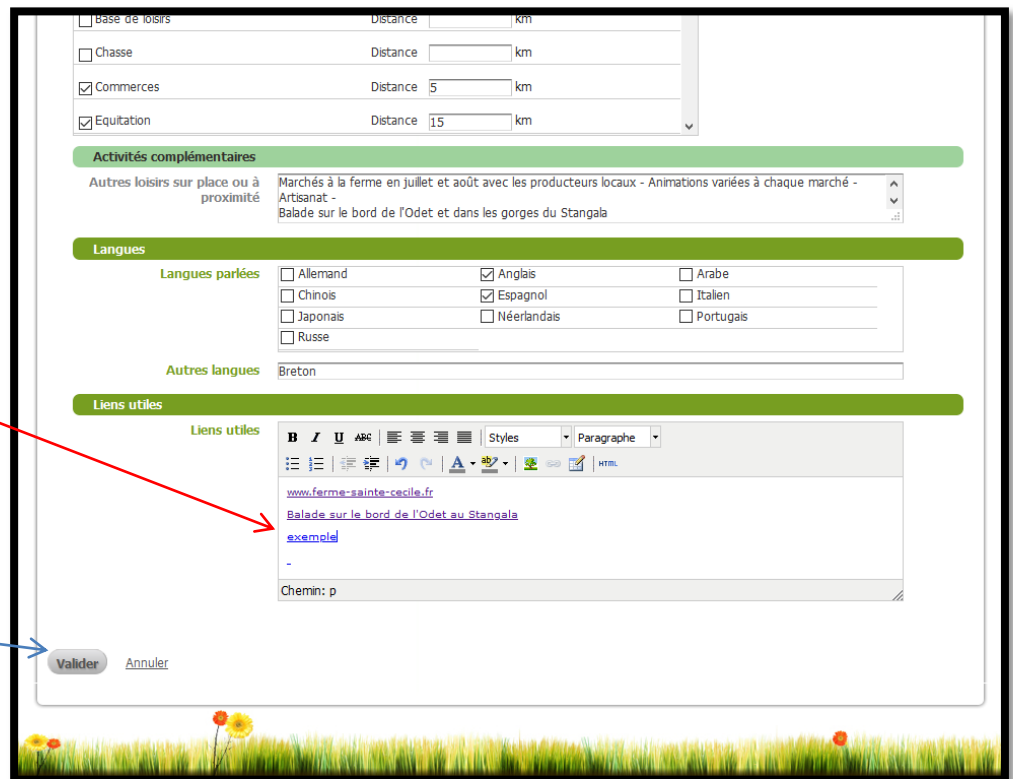 Base de loisirs Distance km
Chasse Distance km
Commerces Distance 5 km
Equitation Distance 15 km
Activités complémentaires
Autres loisirs sur place ou à proximité
Marchés à la ferme en juillet et août avec les producteurs locaux - Animations variées à chaque marché -
Artisanat -
Balade sur le bord de l'Odet et dans les gorges du Stangala
Langues
Langues parlées
Allemand Anglais Arabe
Chinois Espagnol Italien
Japonais Néerlandais Portugais
Russe
Autres langues Breton
Liens utiles
Liens utiles
B I U ABC Styles Paragraphe
A ab HTML
www.ferme-sainte-cecile.fr
Balade sur le bord de l'Odet au Stangala
exemple
Chemin: p
Valider Annuler